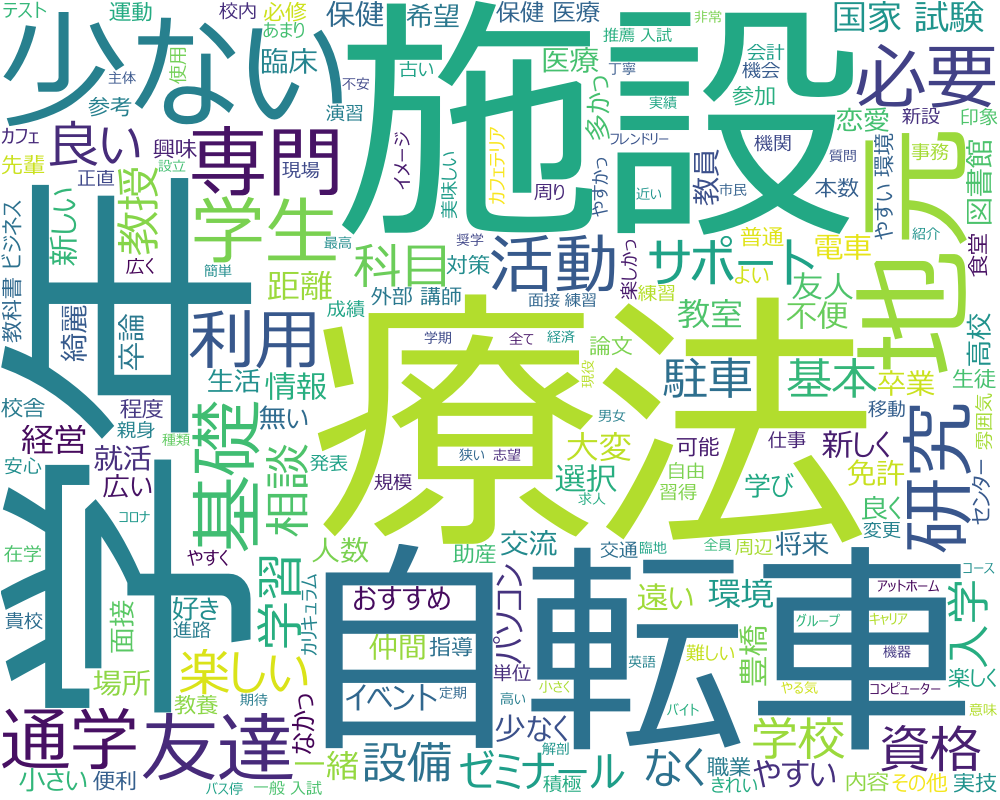 テスト
運動
校内
必修
あまり
保健
希望
保健 医療
推薦 入試
非常
国家 試験
少ない
主体
使用
臨床
不安
古い
丁寧
医療
会計
機会
必要
参考
演習
実績
多かっ
参加
恋愛
新設
印象
カフェ
良い
興味
専門
現場
イメージ
カフェテリア
フレンドリー
施設
機関
質問
事務
先輩
正直
設立
美味しい
周り
やすかっ
近い
教員
市民
本数
やすい 環境
図書館
教科書 ビジネス
新しい
教授
広く
学生
最高
奨学
科目
対策
活動
楽しかっ
サポート
普通
よい
電車
地元
紹介
食堂
簡単
距離
外部 講師
成績
面接 練習
練習
友人
不便
高校
綺麗
卒論
利用
学期
全て
経済
論文
教室
生活
情報
現役
駐車
基本
卒業
生徒
雰囲気
校舎
程度
無い
男女
移動
経営
親身
種類
基礎
療法
大変
可能
仕事
新しく
研究
安心
就活
広い
発表
相談
規模
狭い
志望
選択
自由
習得
学び
免許
良く
センター
コロナ
求人
変更
在学
やすく
学習
人数
助産
交流
交通
全員
臨地
周辺
将来
学生
貴校
面接
好き
進路
カリキュラム
自転車
おすすめ
パソコン
遠い
環境
豊橋
アットホーム
コース
入学
グループ
キャリア
場所
楽しい
仲間
指導
単位
英語
難しい
機器
楽しく
教養
期待
イベント
定期
高い
小さく
やる気
コンピューター
意味
通学
友達
なかっ
一緒
少なく
バイト
学校
資格
小さい
便利
設備
ゼミナール
解剖
なく
職業
やすい
バス停
一般 入試
積極
きれい
内容
その他
実技